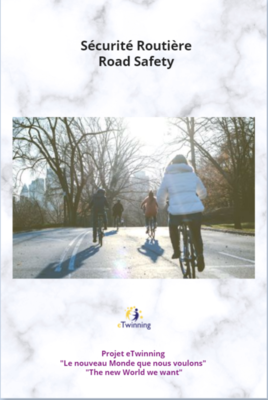 Sécurité Routière
Road Safety
eTwinning
Projet eTwinning
"Le nouveau Monde que nous voulons"
"The new World we want"